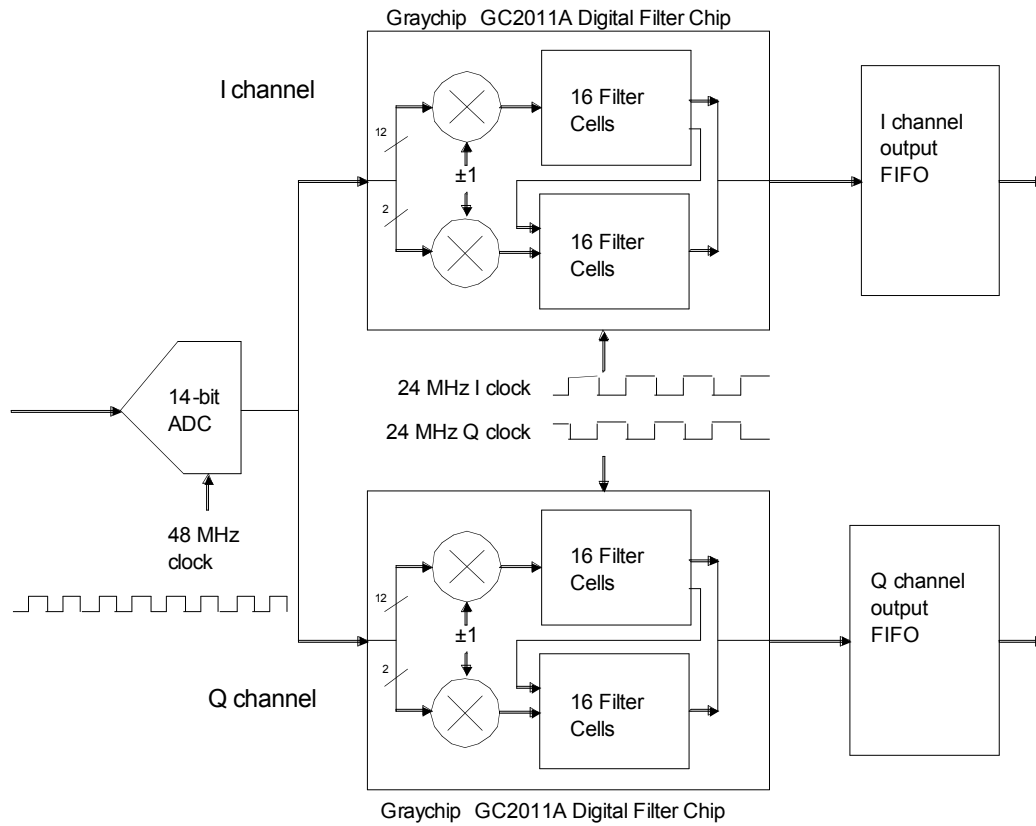 Graychip GC2011A Digital Filter Chip
I channel
12
±1
2
16 Filter
Cells
16 Filter
Cells
I channel
output
FIFO
14-bit
ADC
48 MHz
clock
24 MHz I clock
24 MHz Q clock
Q channel
12
±1
2
16 Filter
Cells
16 Filter
Cells
Q channel
output
FIFO
Graychip GC2011A Digital Filter Chip